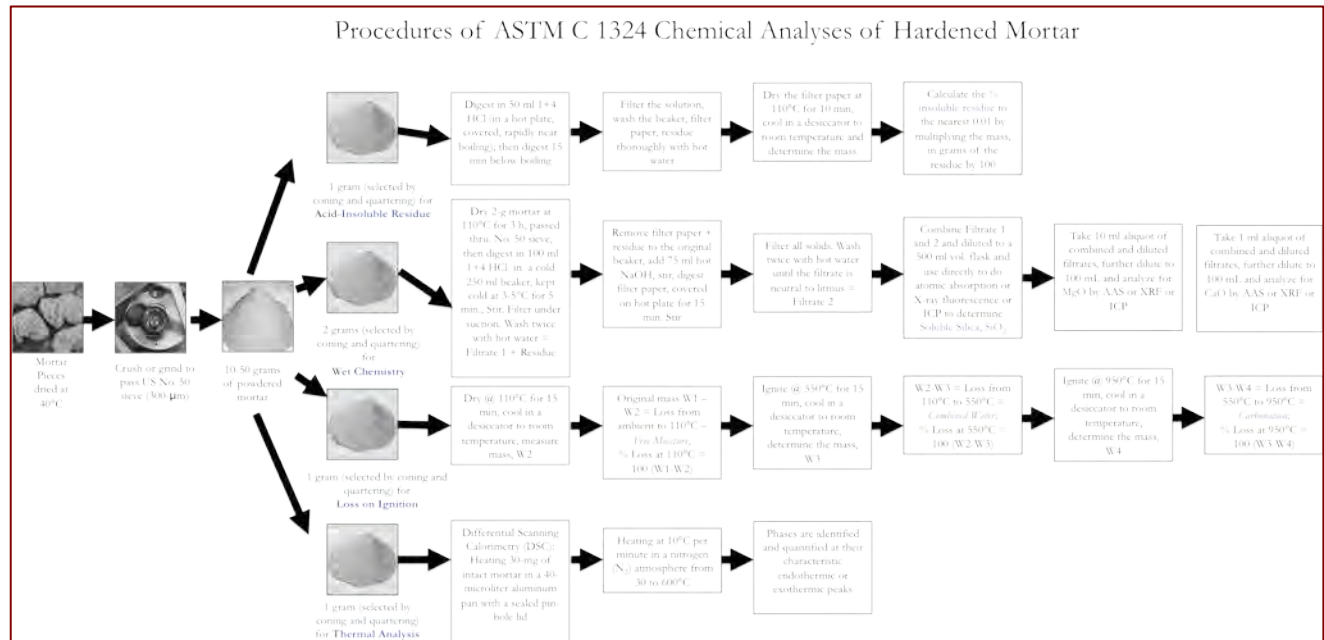 Procedures of ASTM C 1324 Chemical Analyses of Hardened Mortar
Mortar
Pieces
dried at
40°C
Crush or grind to
pass US No. 50
sieve (300-μm)
10-50 grams
of powdered
mortar
1 gram (selected by
coning and quartering) for
Acid-Insoluble Residue
Digest in 50 ml 1+4
HCl (in a hot plate,
covered, rapidly near
boiling); then digest 15
min below boiling
Filter the solution,
wash the beaker, filter
paper, residue
thoroughly with hot
water
Dry the filter paper at
110°C for 10 min,
cool in a desiccator to
room temperature and
determine the mass
Calculate the %
insoluble residue to
the nearest 0.01 by
multiplying the mass,
in grams of the
residue by 100
2 grams (selected by
coning and quartering)
for
Wet Chemistry
Dry 2-g mortar at
110°C for 3 h, passed
thru. No. 50 sieve,
then digest in 100 ml
1+4 HCl in a cold
250 ml beaker, kept
cold at 3-5°C for 5
min., Stir. Filter under
suction. Wash twice
with hot water =
Filtrate 1 + Residue
Remove filter paper +
residue to the original
beaker, add 75 ml hot
NaOH, stir, digest
filter paper, covered
on hot plate for 15
min. Stir
Filter all solids. Wash
twice with hot water
until the filtrate is
neutral to litmus =
Filtrate 2
Combine Filtrate 1
and 2 and diluted to a
500 ml vol. flask and
use directly to do
atomic absorption or
X-ray fluorescence or
ICP to determine
Soluble Silica, SiO₂
Take 10 ml aliquot of
combined and diluted
filtrates, further dilute to
100 mL and analyze for
MgO by AAS or XRF or
ICP
Take 1 ml aliquot of
combined and diluted
filtrates, further dilute to
100 mL and analyze for
CaO by AAS or XRF or
ICP
1 gram (selected by coning and
quartering) for
Loss on Ignition
Dry @ 110°C for 15
min, cool in a
desiccator to room
temperature, measure
mass, W2
Original mass W1 –
W2 = Loss from
ambient to 110°C =
Free Moisture;
% Loss at 110°C =
100 (W1-W2)
Ignite @ 550°C for 15
min, cool in a
desiccator to room
temperature,
determine the mass,
W3
W2-W3 = Loss from
110°C to 550°C =
Combined Water;
% Loss at 550°C =
100 (W2-W3)
Ignite @ 950°C for 15
min, cool in a
desiccator to room
temperature,
determine the mass,
W4
W3-W4 = Loss from
550°C to 950°C =
Carbonation;
% Loss at 950°C =
100 (W3-W4)
1 gram (selected by
coning and quartering)
for Thermal Analysis
Differential Scanning
Calorimetry (DSC):
Heating 30-mg of
intact mortar in a 40-
microliter aluminum
pan with a sealed pin-
hole lid
Heating at 10°C per
minute in a nitrogen
(N₂) atmosphere from
30 to 600°C
Phases are identified
and quantified at their
characteristic
endothermic or
exothermic peaks